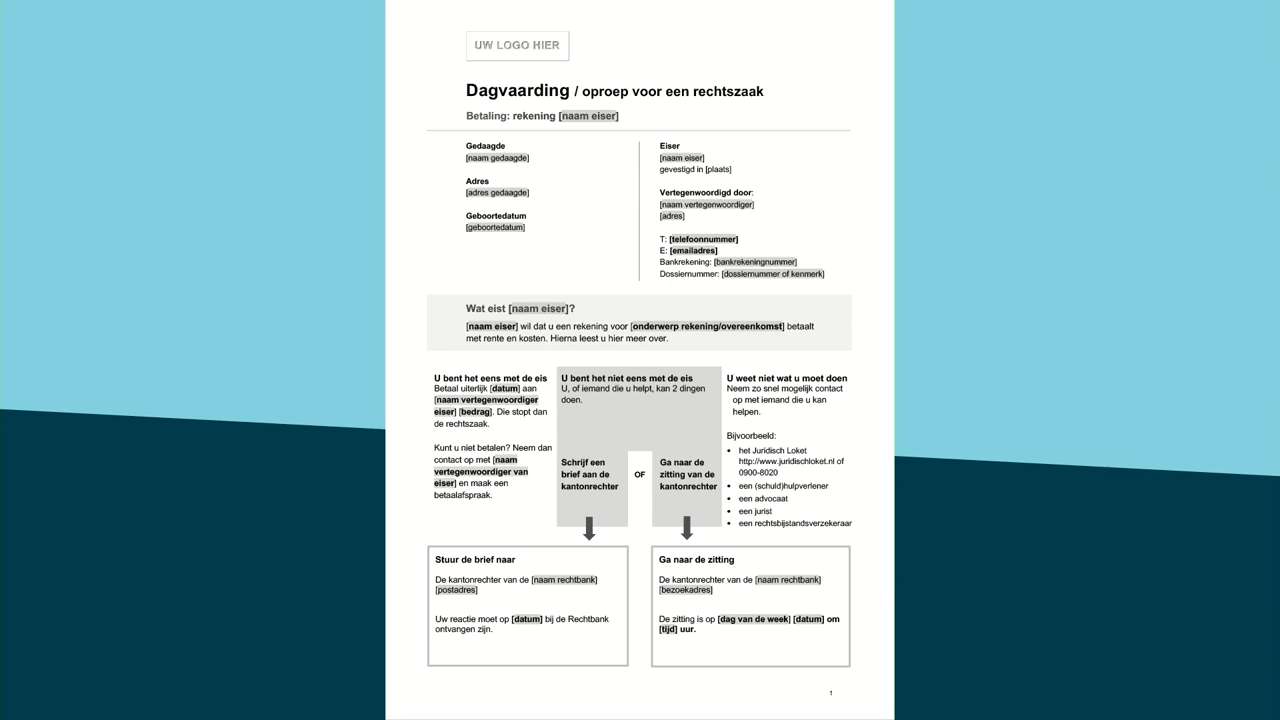 UW LOGO HIER
Dagvaarding / oproep voor een rechtszaak
Betaling: rekening [naam eiser]
Gedaagde
[naam gedaagde]
Adres
[adres gedaagde]
Geboortedatum
[geboortedatum]
Eiser
[naam eiser]
gevestigd in [plaats]
Vertegenwoordigd door:
[naam vertegenwoordiger]
[adres]
T: [telefoonnummer]
E: [emailadres]
Bankrekening: [bankrekeningnummer]
Dossiernummer: [dossiernummer of kenmerk]
Wat eist [naam eiser]?
[naam eiser] wil dat u een rekening voor [onderwerp rekening/overeenkomst] betaalt
met rente en kosten. Hierna leest u hier meer over.
U bent het eens met de eis
Betaal uiterlijk [datum] aan
[naam vertegenwoordiger
eiser] [bedrag]. Die stopt dan
de rechtszaak.
Kunt u niet betalen? Neem dan
contact op met [naam
vertegenwoordiger van
eiser] en maak een
betaalafspraak.
U bent het niet eens met de eis
U, of iemand die u helpt, kan 2 dingen
doen.
Schrijf een
brief aan de
kantonrechter
OF
Ga naar de
zitting van de
kantonrechter
U weet niet wat u moet doen
Neem zo snel mogelijk contact
op met iemand die u kan
helpen.
Bijvoorbeeld:
• het Juridisch Loket
http://www.juridischloket.nl of
0900-8020
• een (schuld)hulpverlener
• een advocaat
• een jurist
• een rechtsbijstandsverzekeraar
Stuur de brief naar
De kantonrechter van de [naam rechtbank]
[postadres]
Uw reactie moet op [datum] bij de Rechtbank
ontvangen zijn.
Ga naar de zitting
De kantonrechter van de [naam rechtbank]
[bezoekadres]
De zitting is op [dag van de week] [datum] om
[tijd] uur.
1